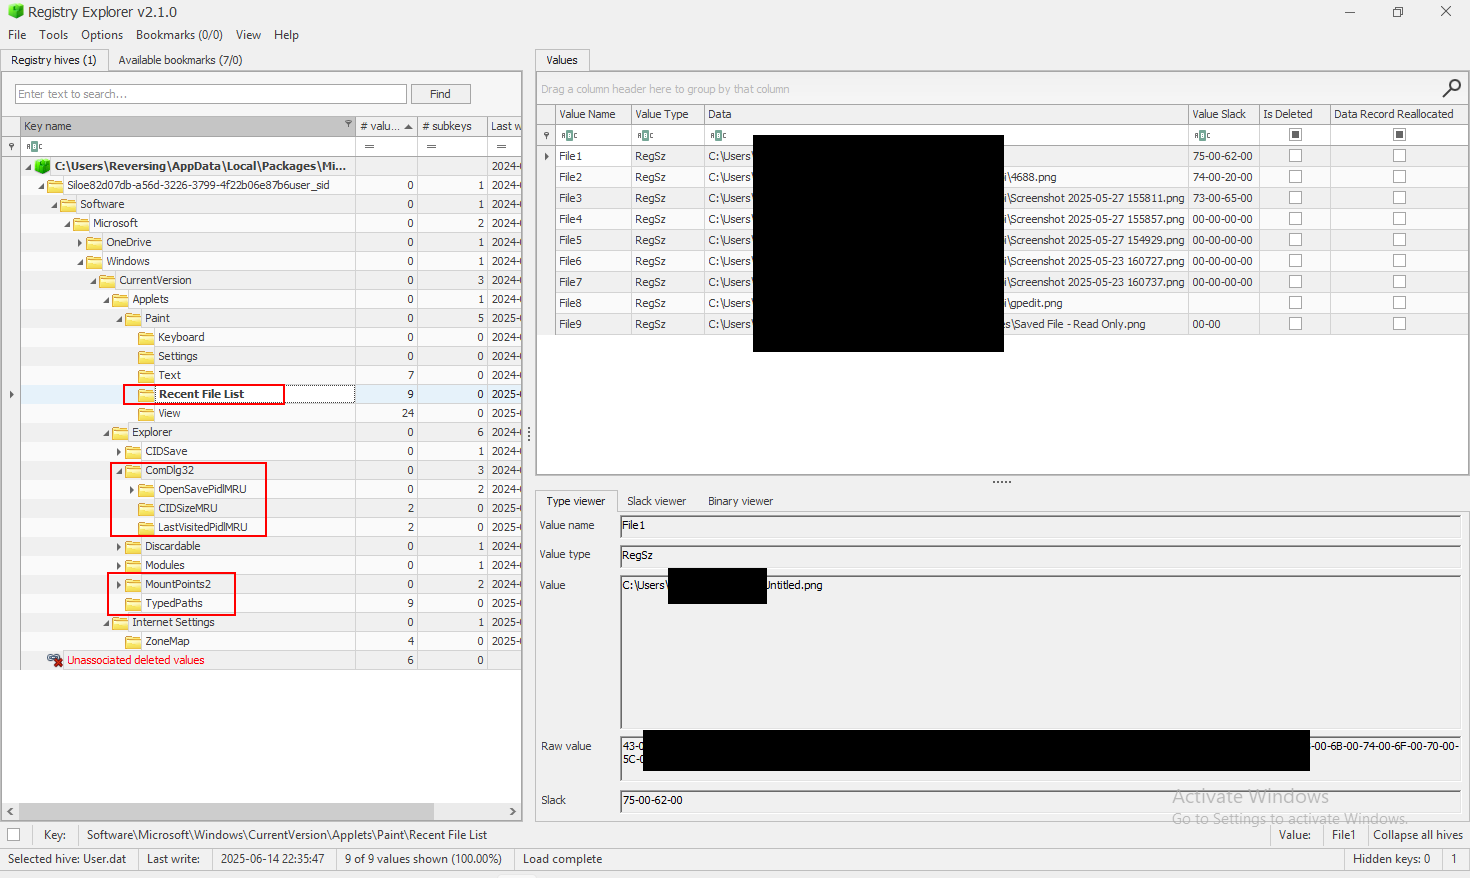 Registry Explorer v2.1.0
File Tools Options Bookmarks (0/0) View Help
Registry hives (1) Available bookmarks (7/0)
Enter text to search... Find
Key name # valu... # subkeys Last w
= = =
C:\Users\Reversing\AppData\Local\Packages\Mi... 2024-
Siloe82d07db-a56d-3226-3799-4f22b06e87b6user_sid 0 1 2024-
Software 0 1 2024-
Microsoft 0 2 2024-
OneDrive 0 1 2024-
Windows 0 1 2024-
CurrentVersion 0 3 2024-
Applets 0 1 2024-
Paint 0 5 2025-
Keyboard 0 0 2024-
Settings 0 0 2024-
Text 7 0 2024-
Recent File List 9 0 2025-
View 24 0 2025-
Explorer 0 6 2024-
CIDSave 0 1 2024-
ComDlg32 0 3 2024-
OpenSavePidlMRU 0 2 2024-
CIDSizeMRU 2 0 2025-
LastVisitedPidlMRU 2 0 2025-
Discardable 0 1 2024-
Modules 0 1 2024-
MountPoints2 0 2 2024-
TypedPaths 9 0 2025-
Internet Settings 0 1 2024-
ZoneMap 4 0 2025-
Unassociated deleted values 6 0
Values
Drag a column header here to group by that column
Value Name Value Type Data Value Slack Is Deleted Data Record Reallocated
File1 RegSz C:\Users\ 75-00-62-00
File2 RegSz C:\Users\ i\4688.png 74-00-20-00
File3 RegSz C:\Users\ i\Screenshot 2025-05-27 155811.png 73-00-65-00
File4 RegSz C:\Users\ i\Screenshot 2025-05-27 155857.png 00-00-00-00
File5 RegSz C:\Users\ i\Screenshot 2025-05-27 154929.png 00-00-00-00
File6 RegSz C:\Users\ i\Screenshot 2025-05-23 160727.png 00-00-00-00
File7 RegSz C:\Users\ i\Screenshot 2025-05-23 160737.png 00-00-00-00
File8 RegSz C:\Users\ i\gpedit.png
File9 RegSz C:\Users\ es\Saved File - Read Only.png 00-00
Type viewer Slack viewer Binary viewer
Value name File1
Value type RegSz
Value C:\Users\ Untitled.png
Raw value 43-0 -00-6B-00-74-00-6F-00-70-00-
5C-0
Slack 75-00-62-00
Activate Windows
Go to Settings to activate Windows.
Key: Software\Microsoft\Windows\CurrentVersion\Applets\Paint\Recent File List Value: File1 Collapse all hives
Selected hive: User.dat Last write: 2025-06-14 22:35:47 9 of 9 values shown (100.00%) Load complete Hidden keys: 0 1